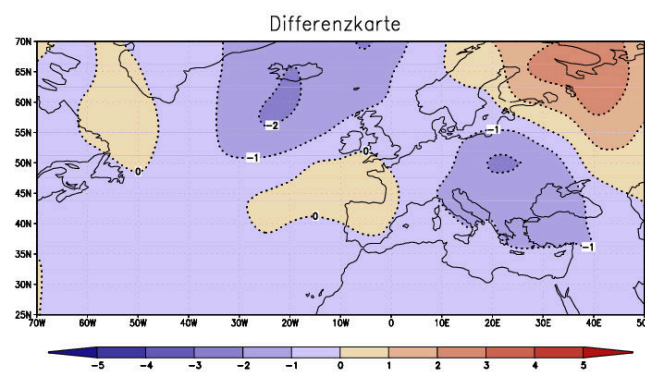 Differenzkarte
70N
65N
60N
55N
50N
45N
40N
35N
30N
25N
-2
-1
0
-1
0
0
-1
70W 60W 50W 40W 30W 20W 10W 0 10E 20E 30E 40E 50E
-5 -4 -3 -2 -1 0 1 2 3 4 5